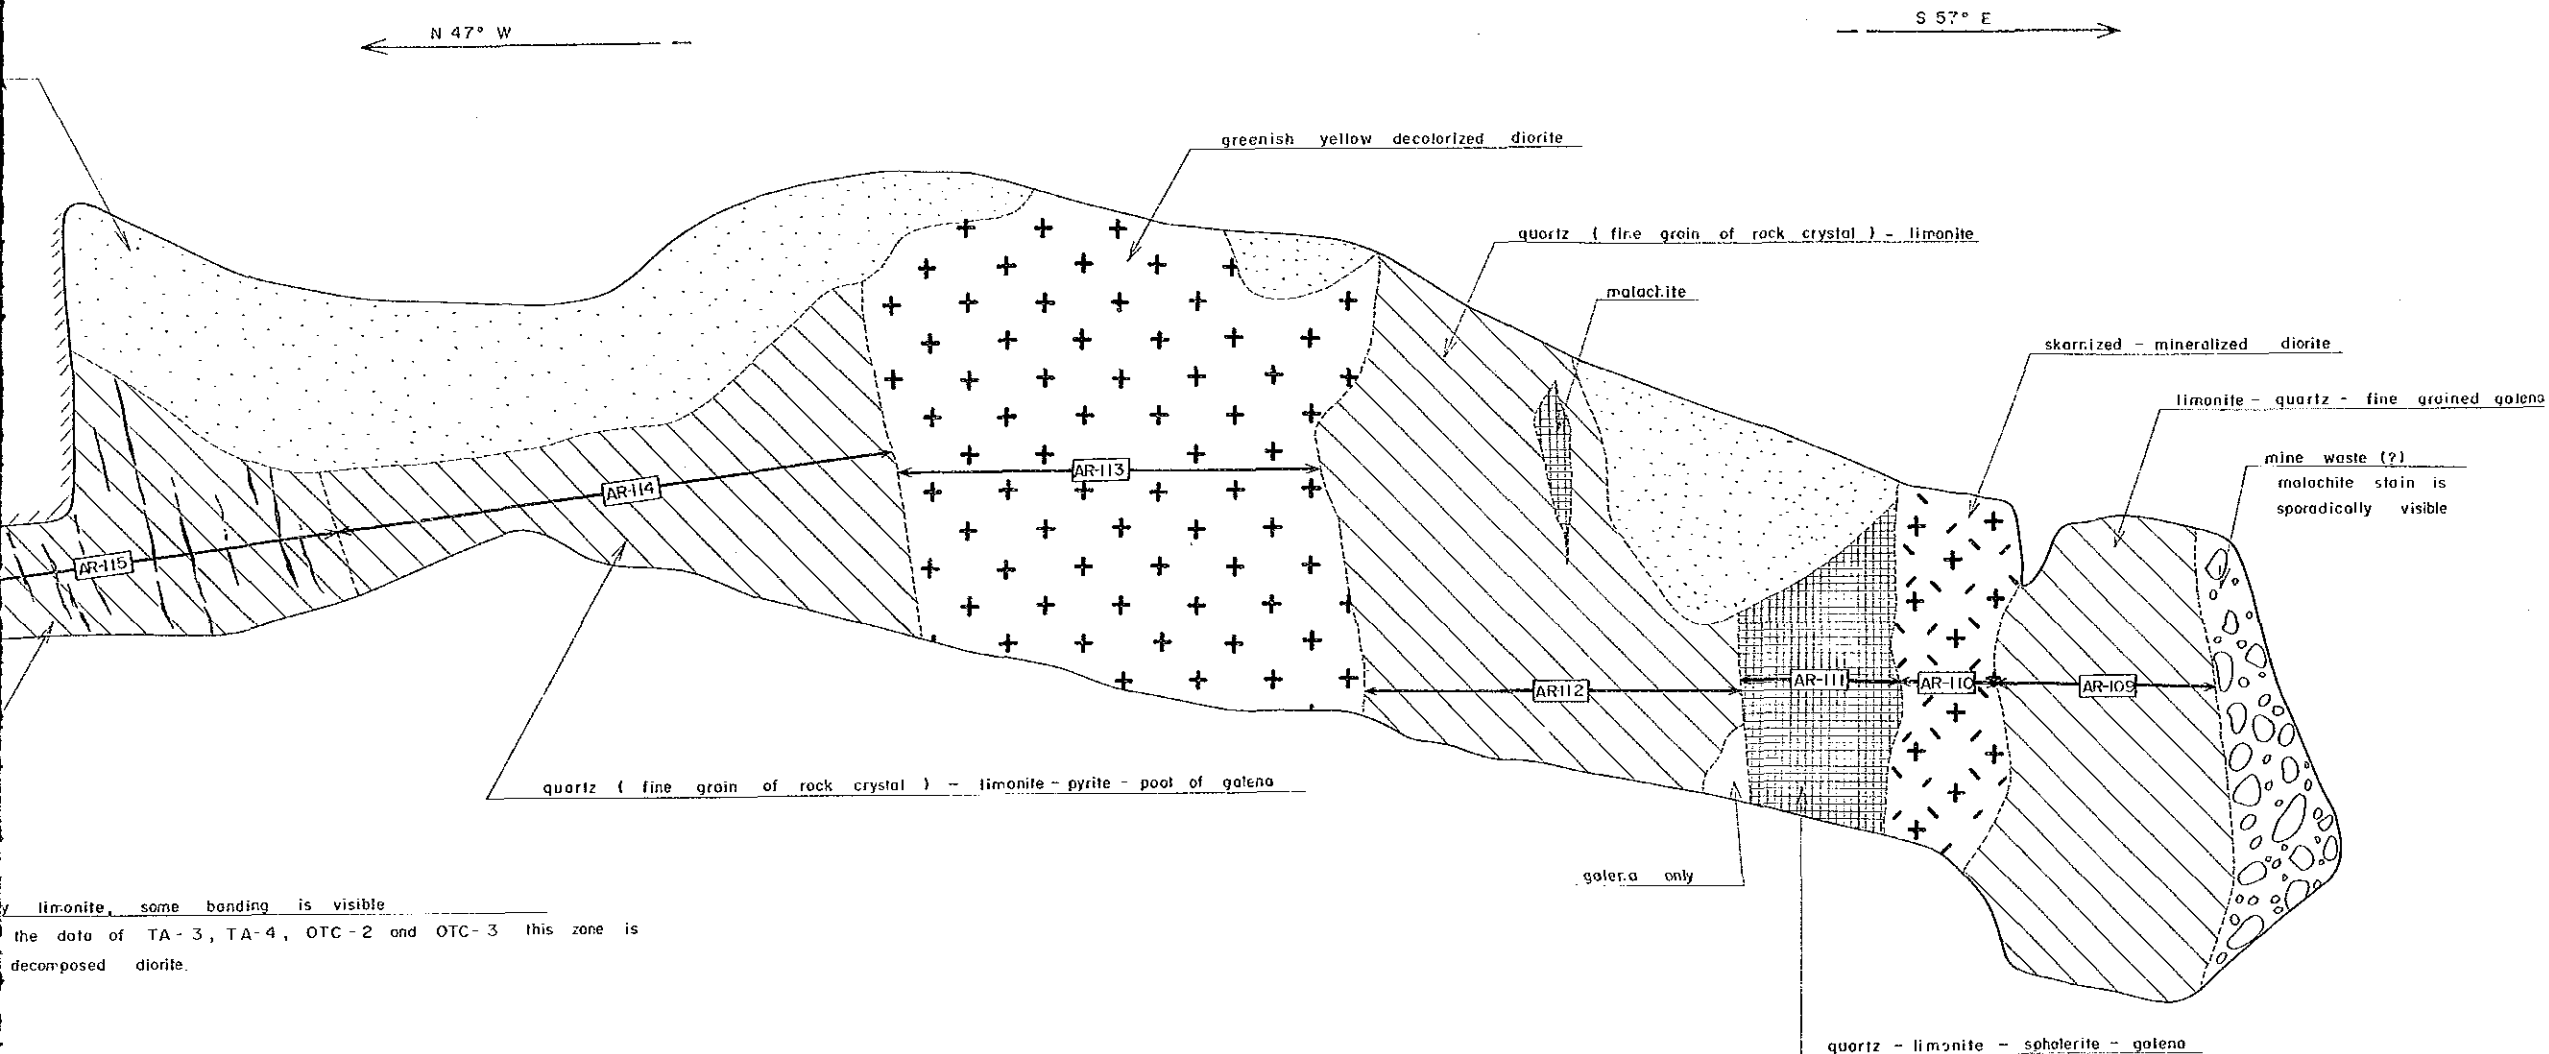 N 47° W
S 57° E
greenish yellow decolorized diorite
quartz ( fine grain of rock crystal ) - limonite
malachite
skarnized - mineralized diorite
limonite - quartz - fine grained galena
mine waste (?)
malachite stain is
sporadically visible
AR-113
AR-114
AR-115
AR-112
AR-111
AR-110
AR-109
quartz ( fine grain of rock crystal ) - limonite - pyrite - pool of galena
galena only
y limonite, some banding is visible
the data of TA-3, TA-4, OTC-2 and OTC-3 this zone is
decomposed diorite.
quartz - limonite - sphalerite - galena